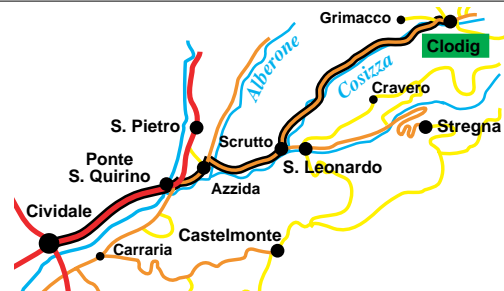 Grimacco
Clodig
Alberone
Cosizza
Cravero
S. Pietro
Scrutto
Stregna
Ponte
S. Quirino
S. Leonardo
Azzida
Cividale
Castelmonte
Carraria